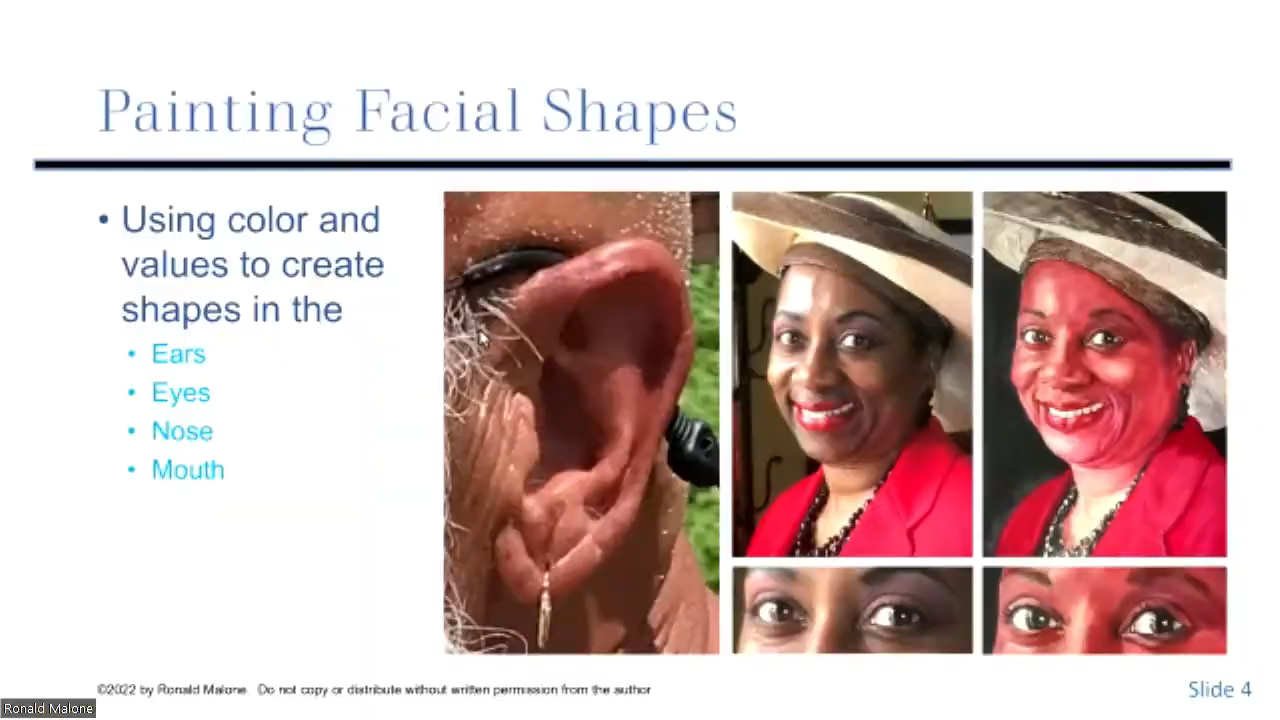 Painting Facial Shapes
• Using color and
values to create
shapes in the
• Ears
• Eyes
• Nose
• Mouth
©2022 by Ronald Malone. Do not copy or distribute without written permission from the author
Slide 4
Ronald Malone